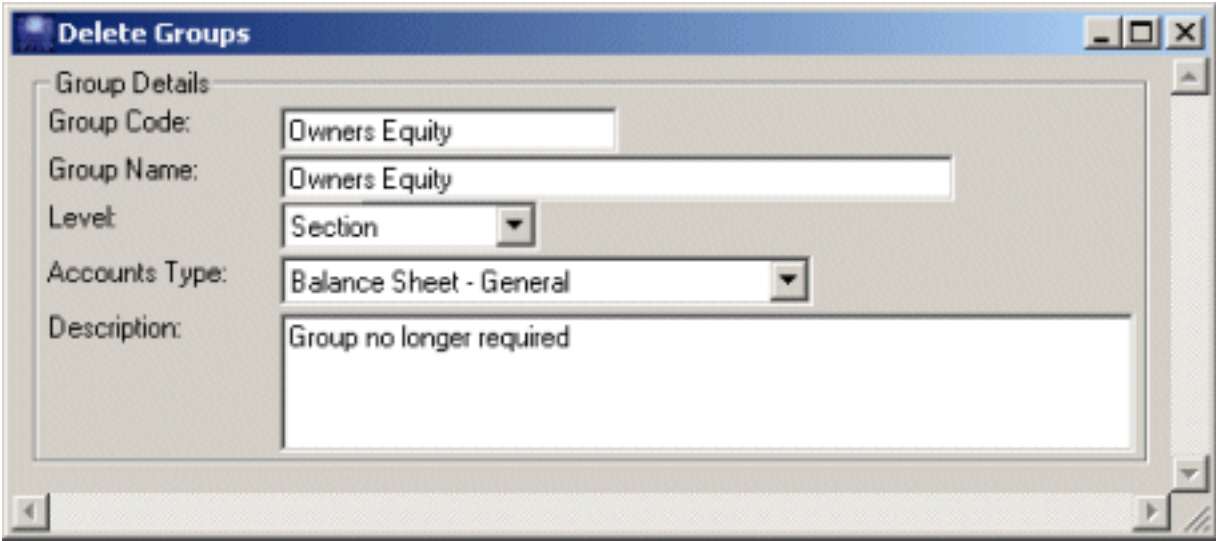 Delete Groups
Group Details
Group Code: Owners Equity
Group Name: Owners Equity
Level: Section
Accounts Type: Balance Sheet - General
Description: Group no longer required